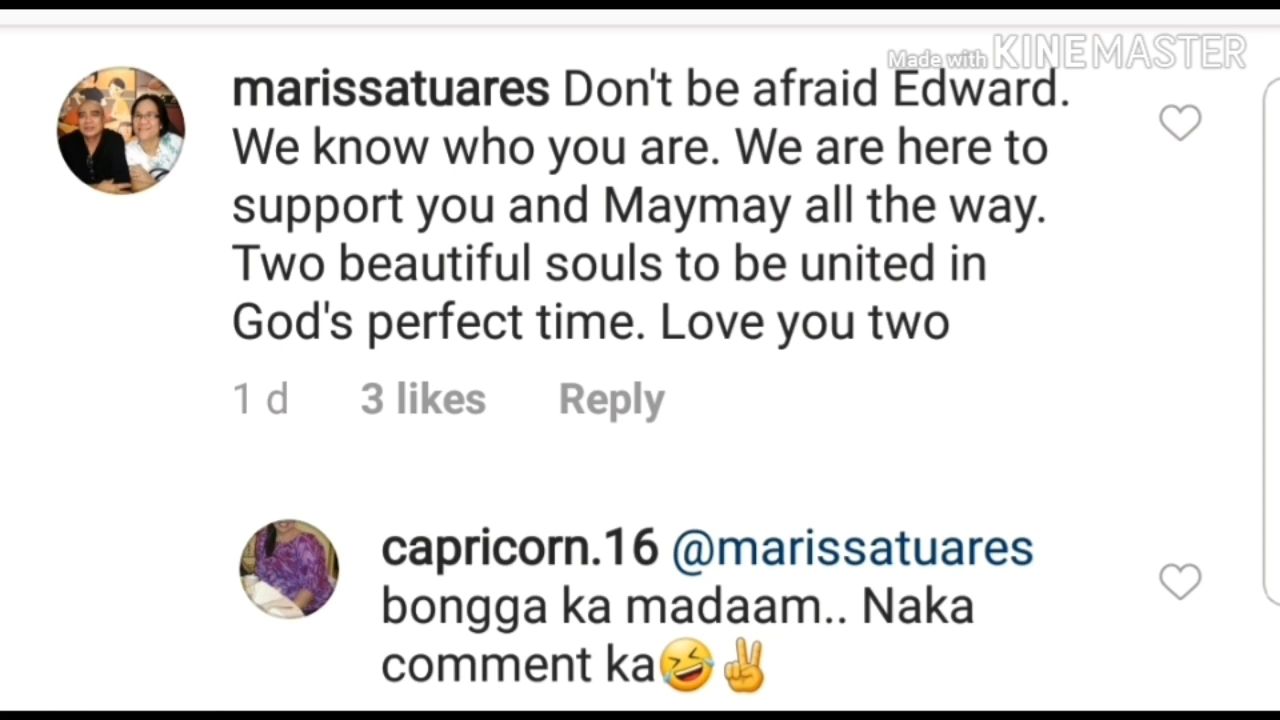 Made with KINEMASTER
marissatuares Don't be afraid Edward.
We know who you are. We are here to
support you and Maymay all the way.
Two beautiful souls to be united in
God's perfect time. Love you two
1 d 3 likes Reply
capricorn.16 @marissatuares
bongga ka madaam.. Naka
comment ka🤣✌️